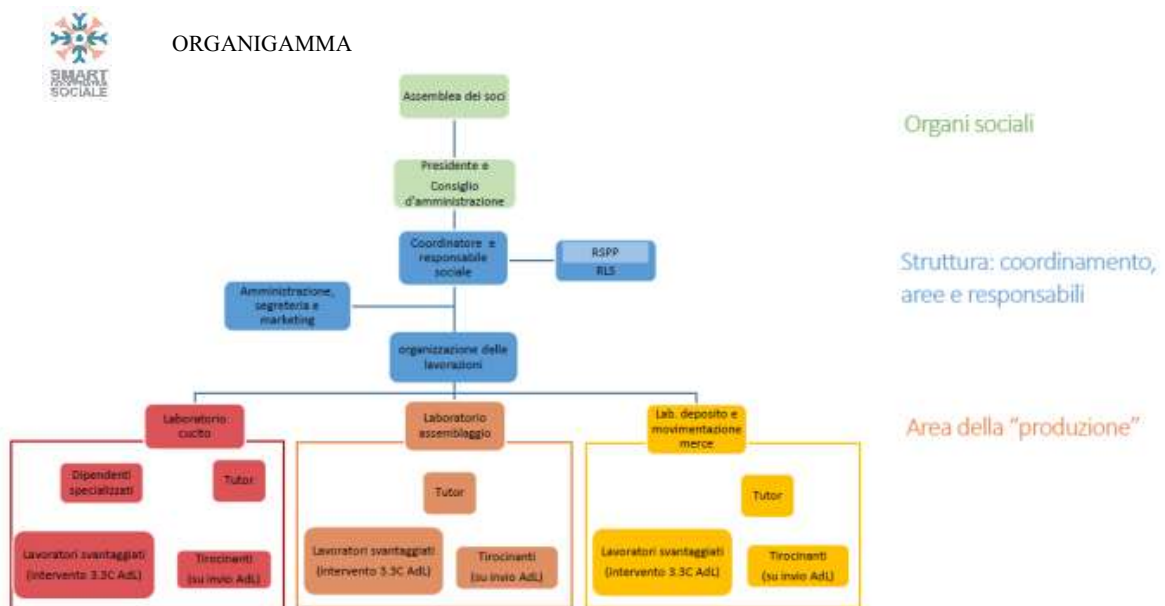 SMART
COOPERATIVA
SOCIALE
ORGANIGAMMA
Assemblea dei soci
Organi sociali
Presidente e
Consiglio
d'amministrazione
Coordinatore e
responsabile
sociale
RSPP
RLS
Struttura: coordinamento,
aree e responsabili
Amministrazione,
segreteria e
marketing
organizzazione delle
lavorazioni
Laboratorio
cucito
Laboratorio
assemblaggio
Lab. deposito e
movimentazione
merce
Area della "produzione"
Dipendenti
specializzati
Tutor
Lavoratori svantaggiati
(intervento 3.3C AdL)
Tirocinanti
(su invio AdL)
Tutor
Lavoratori svantaggiati
(intervento 3.3C AdL)
Tirocinanti
(su invio AdL)
Tutor
Lavoratori svantaggiati
(intervento 3.3C AdL)
Tirocinanti
(su invio AdL)